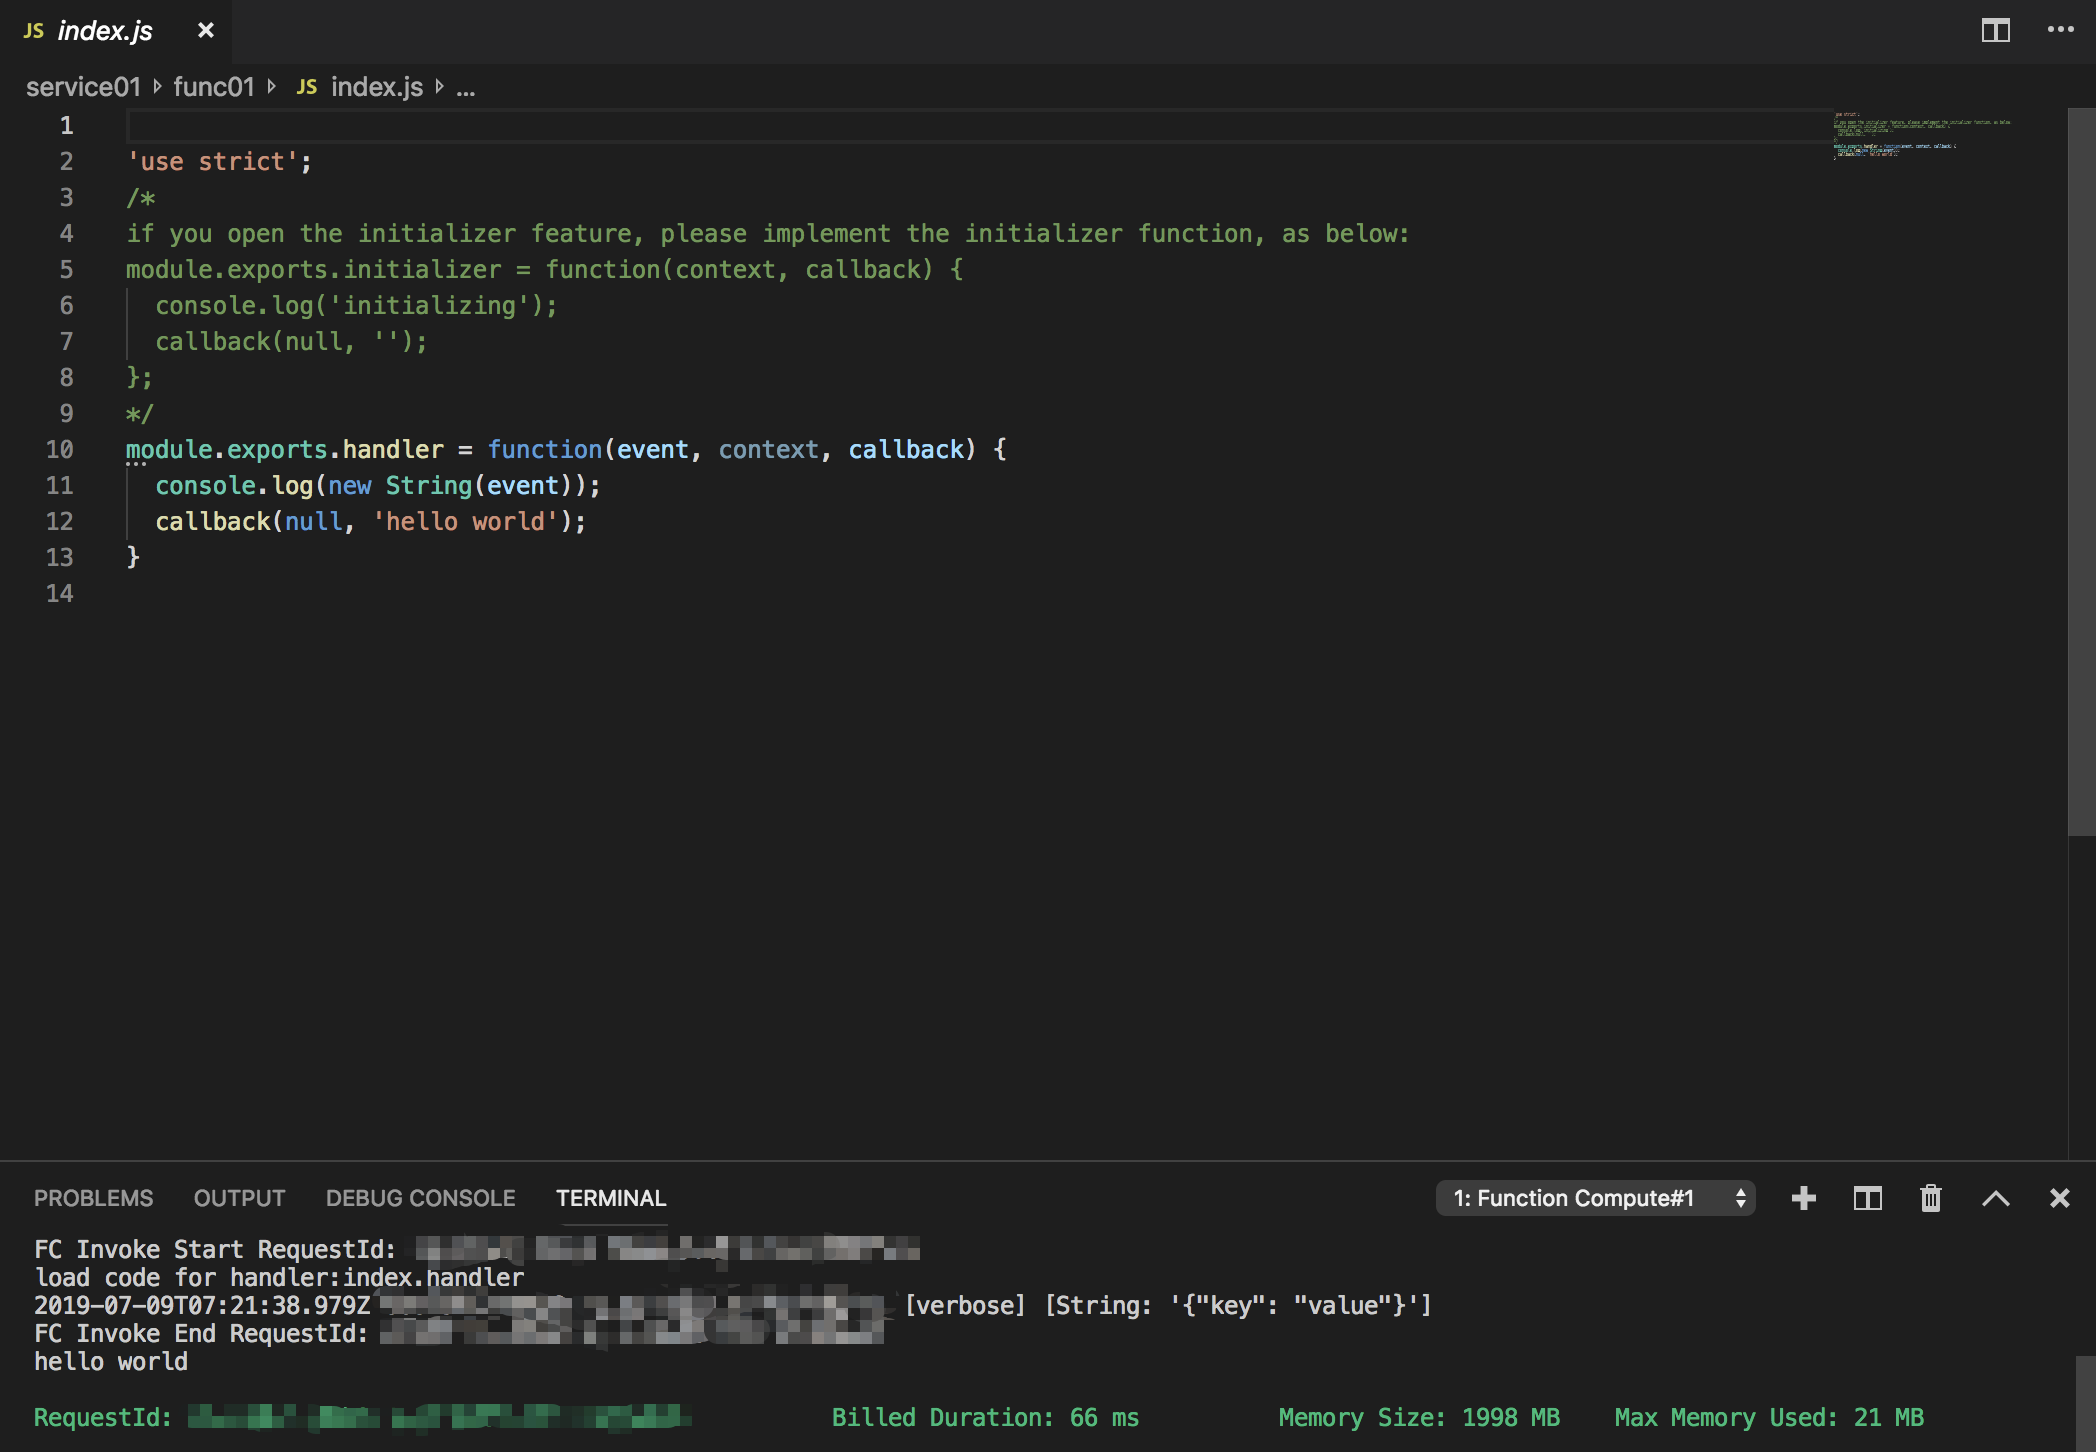 JS index.js
service01 func01 JS index.js ...
1
2 'use strict';
3 /*
4 if you open the initializer feature, please implement the initializer function, as below:
5 module.exports.initializer = function(context, callback) {
6 console.log('initializing');
7 callback(null, '');
8 };
9 */
10 module.exports.handler = function(event, context, callback) {
11 console.log(new String(event));
12 callback(null, 'hello world');
13 }
14
PROBLEMS OUTPUT DEBUG CONSOLE TERMINAL 1: Function Compute#1
FC Invoke Start RequestId:
load code for handler:index.handler
2019-07-09T07:21:38.979Z [verbose] [String: '{"key": "value"}']
FC Invoke End RequestId:
hello world
RequestId: Billed Duration: 66 ms Memory Size: 1998 MB Max Memory Used: 21 MB